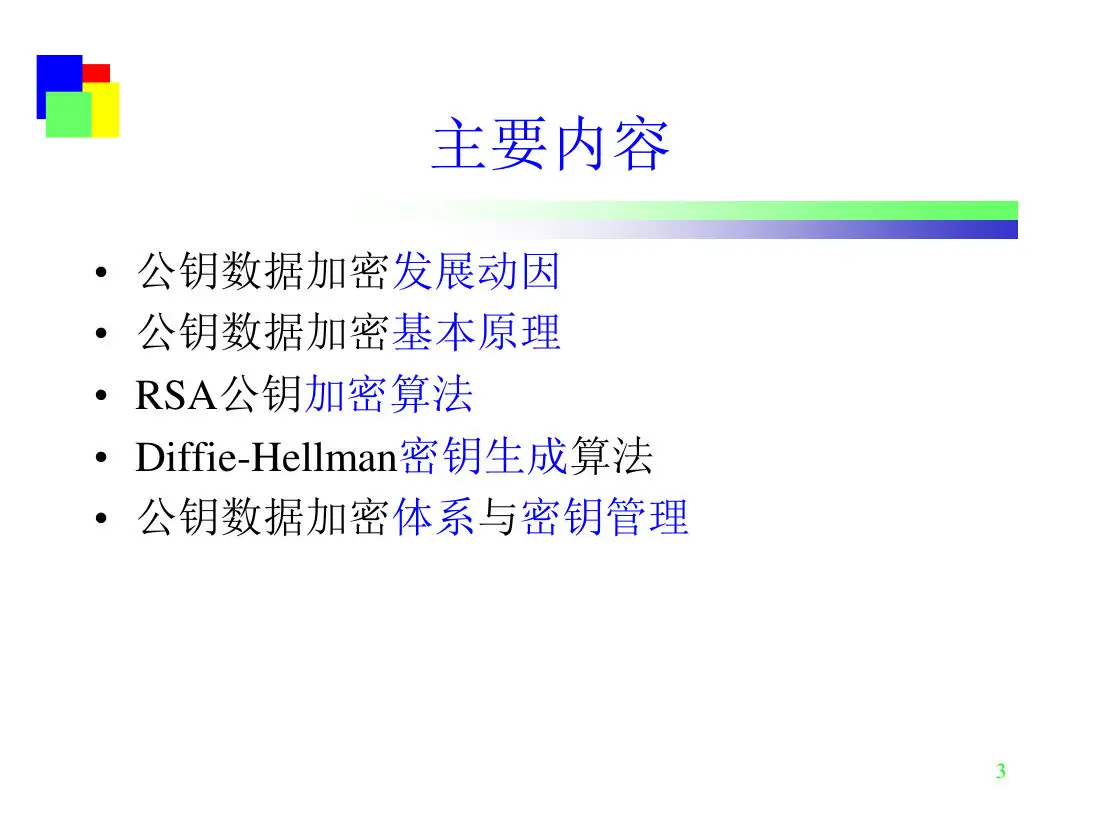 主要内容
• 公钥数据加密发展动因
• 公钥数据加密基本原理
• RSA公钥加密算法
• Diffie-Hellman密钥生成算法
• 公钥数据加密体系与密钥管理
3